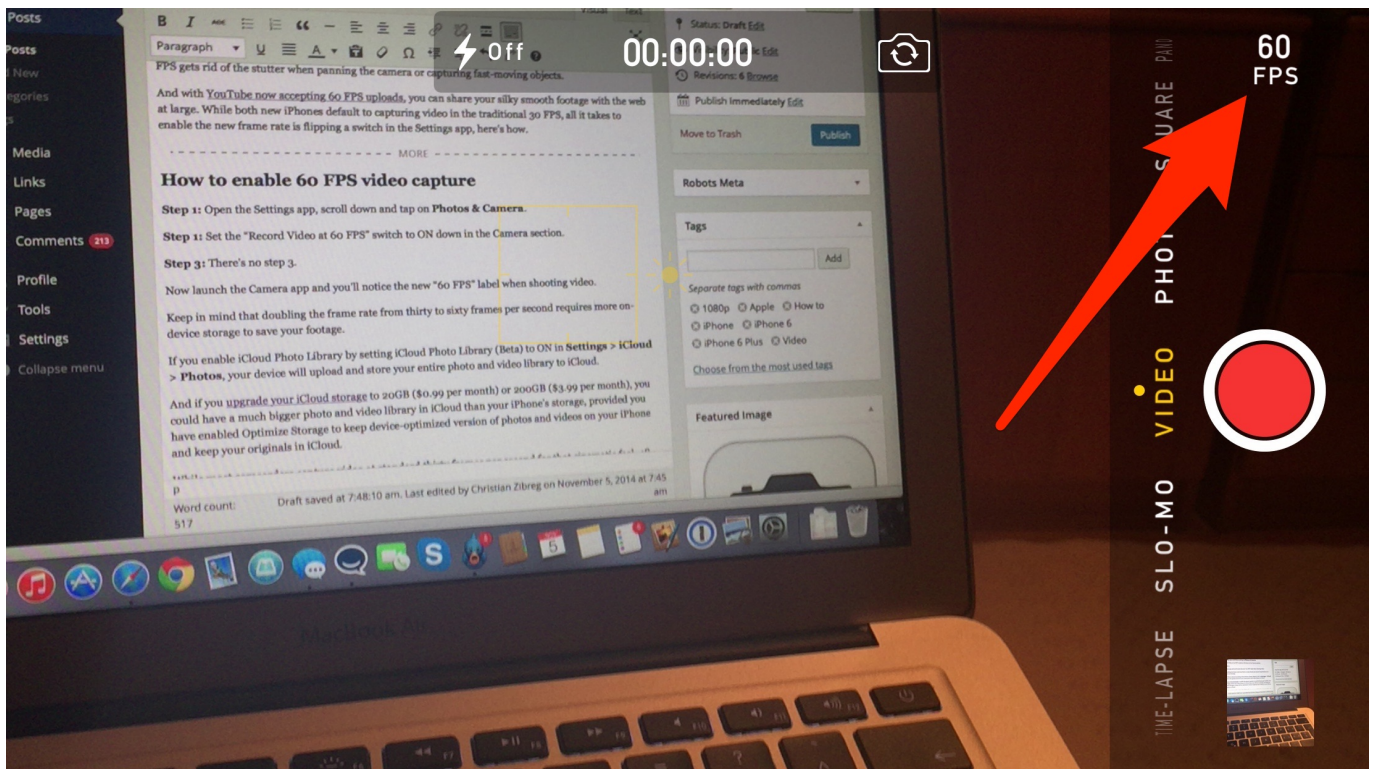 Posts
Posts
New
egories
Media
Links
Pages
Comments 213
Profile
Tools
Settings
Collapse menu
B I ABC
Paragraph U A Ω
FPS gets rid of the stutter when panning the camera or capturing fast-moving objects.
And with YouTube now accepting 60 FPS uploads, you can share your silky smooth footage with the web
at large. While both new iPhones default to capturing video in the traditional 30 FPS, all it takes to
enable the new frame rate is flipping a switch in the Settings app, here's how.
MORE
How to enable 60 FPS video capture
Step 1: Open the Settings app, scroll down and tap on Photos & Camera.
Step 1: Set the "Record Video at 60 FPS" switch to ON down in the Camera section.
Step 3: There's no step 3.
Now launch the Camera app and you'll notice the new "60 FPS" label when shooting video.
Keep in mind that doubling the frame rate from thirty to sixty frames per second requires more on-
device storage to save your footage.
If you enable iCloud Photo Library by setting iCloud Photo Library (Beta) to ON in Settings > iCloud
> Photos, your device will upload and store your entire photo and video library to iCloud.
And if you upgrade your iCloud storage to 20GB ($0.99 per month) or 200GB ($3.99 per month), you
could have a much bigger photo and video library in iCloud than your iPhone's storage, provided you
have enabled Optimize Storage to keep device-optimized version of photos and videos on your iPhone
and keep your originals in iCloud.
p
Word count:
517
Draft saved at 7:48:10 am. Last edited by Christian Zibreg on November 5, 2014 at 7:45
am
Status: Draft Edit
Edit
Revisions: 6 Browse
Publish immediately Edit
Move to Trash
Publish
Robots Meta
Tags
Add
Separate tags with commas
1080p Apple How to
iPhone iPhone 6
iPhone 6 Plus Video
Choose from the most used tags
Featured Image
Off
00:00:00
60
FPS
PANO
SQUARE
PHOT
VIDEO
SLO-MO
TIME-LAPSE
5
MacBook Air
F7
F8
F9
F10
F11
F12
?